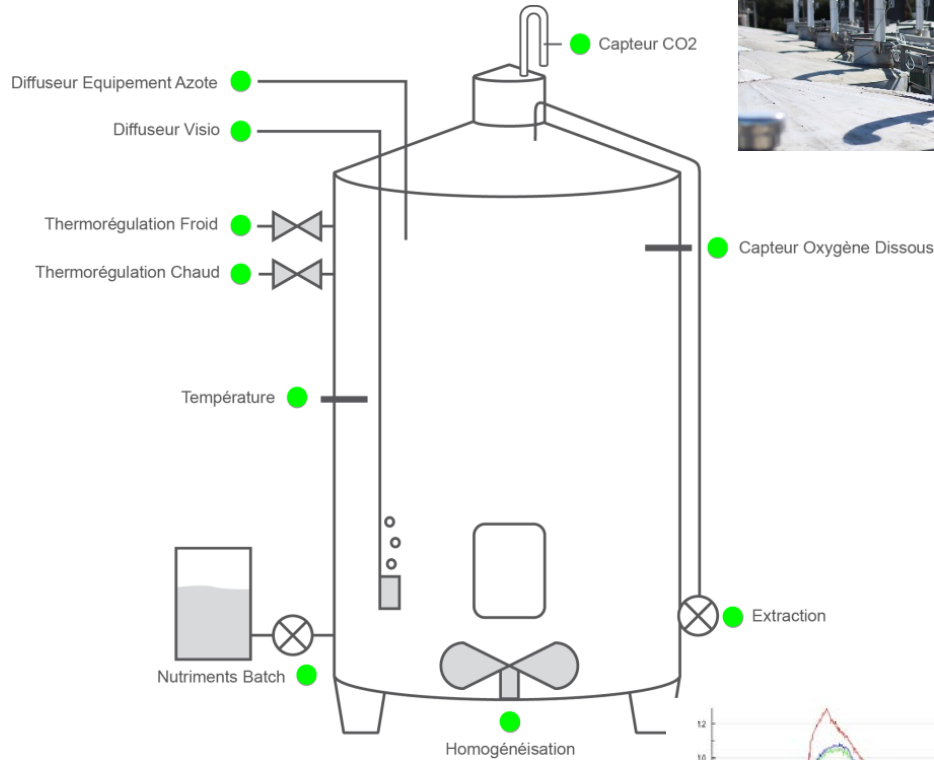 Capteur CO2
Diffuseur Equipement Azote
Diffuseur Visio
Thermorégulation Froid
Capteur Oxygène Dissous
Thermorégulation Chaud
Température
Extraction
Nutriments Batch
Homogénéisation
12
10